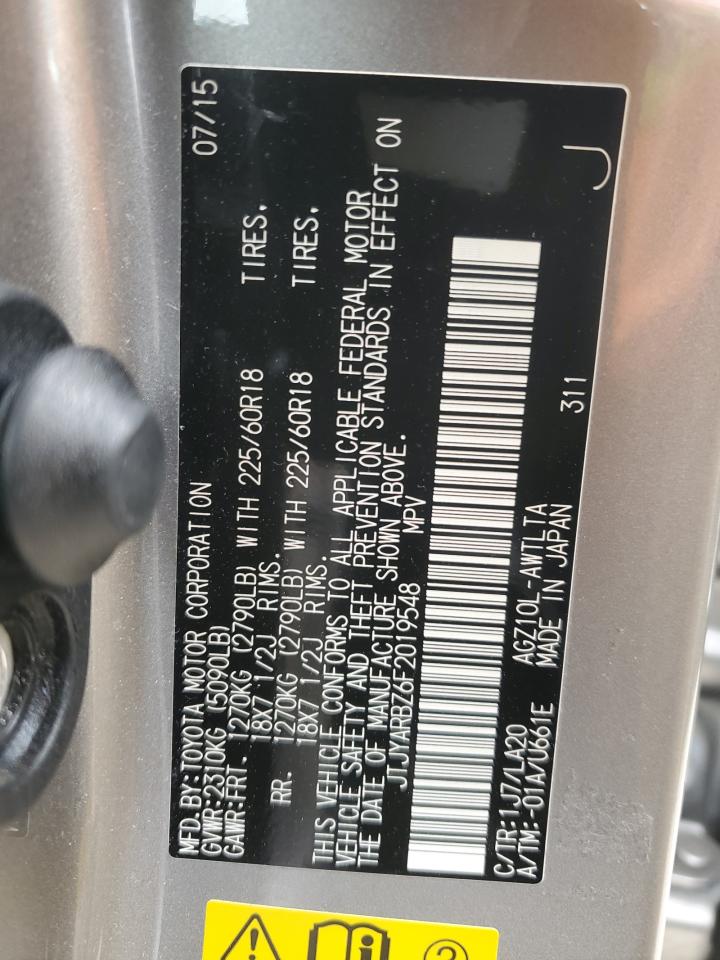 MFD.BY:TOYOTA MOTOR CORPORATION 07/15
GVWR:2310KG (5090LB)
GAWR:FRT. 1270KG (2790LB) WITH 225/60R18 TIRES,
18X7 1/2J RIMS.
RR. 1270KG (2790LB) WITH 225/60R18 TIRES,
18X7 1/2J RIMS.
THIS VEHICLE CONFORMS TO ALL APPLICABLE FEDERAL MOTOR
VEHICLE SAFETY AND THEFT PREVENTION STANDARDS IN EFFECT ON
THE DATE OF MANUFACTURE SHOWN ABOVE.
JTJYARBZ6F2019548 MPV
C/TR:1J7/LA20 AGZ10L-AWTLTA 311
A/TM:-01A/U661E MADE IN JAPAN
J